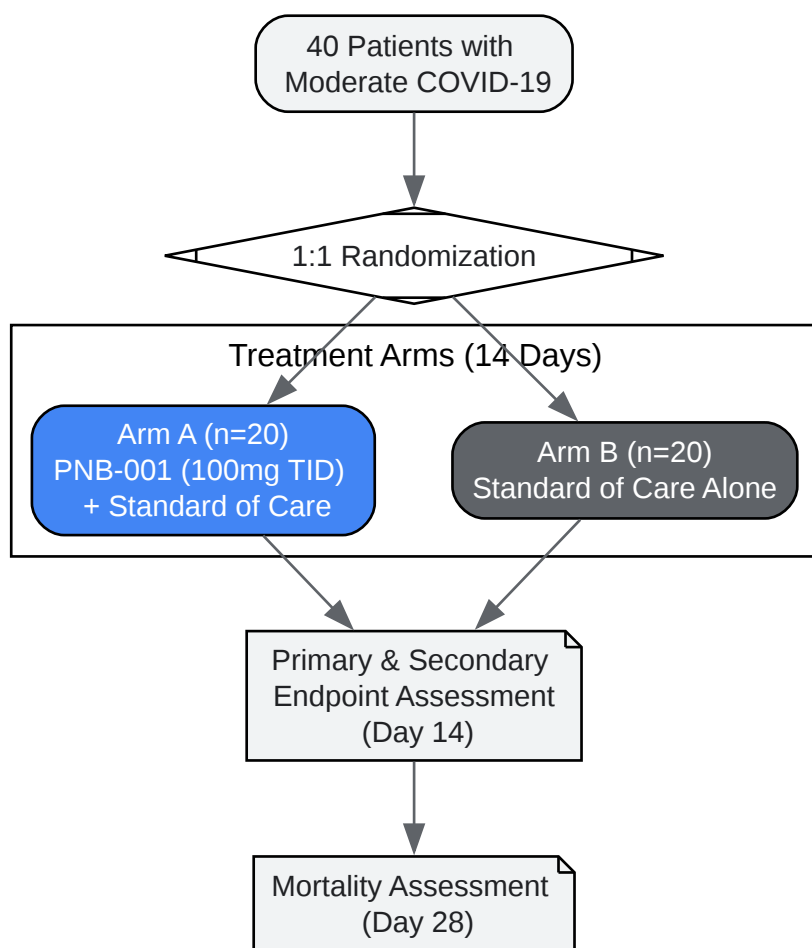 40 Patients with
Moderate COVID-19
1:1 Randomization
Treatment Arms (14 Days)
Arm A (n=20)
PNB-001 (100mg TID)
+ Standard of Care
Arm B (n=20)
Standard of Care Alone
Primary & Secondary
Endpoint Assessment
(Day 14)
Mortality Assessment
(Day 28)